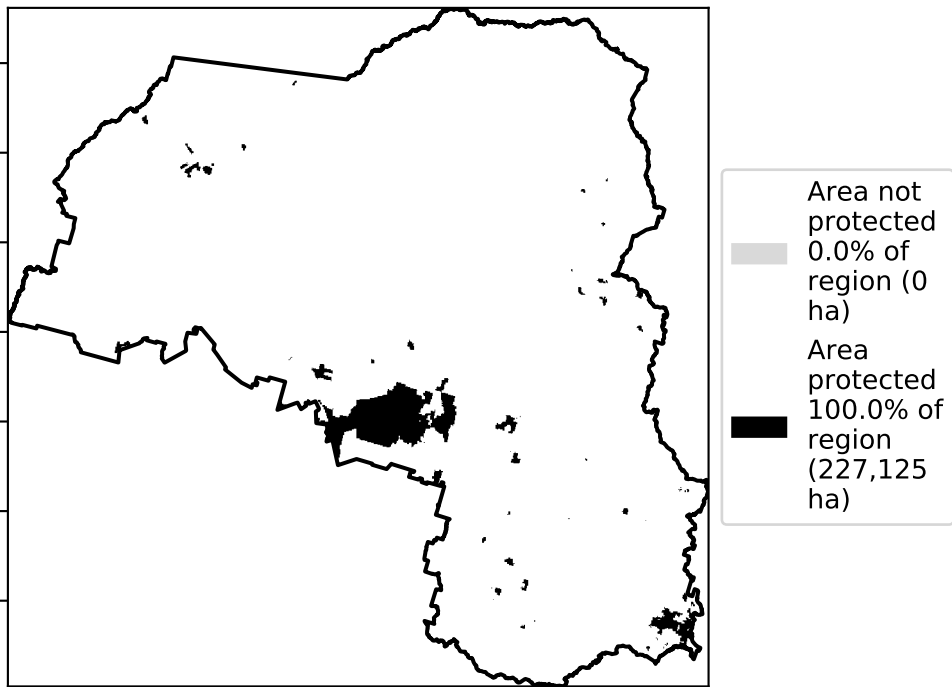 Area not
protected
0.0% of
region (0
ha)
Area
protected
100.0% of
region
(227,125
ha)